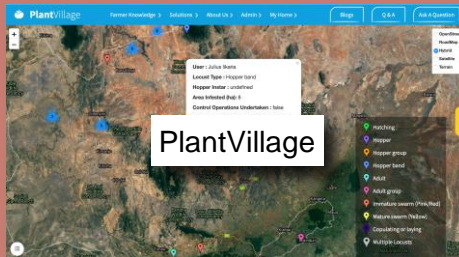 PlantVillage
Farmer Knowledge > Solutions > About Us > Admin > My Home >
Blogs
Q & A
Ask A Question
+
−
User : Julius Ikeris
Locust Type : Hopper band
Hopper Instar : undefined
Area Infested (ha): 8
Control Operations Undertaken : false
OpenStree
RoadMap
Hybrid
Satellite
Terrain
PlantVillage
Hatching
Hopper
Hopper group
Hopper band
Adult
Adult group
Immature swarm (Pink/Red)
Mature swarm (Yellow)
Copulating or laying
Multiple Locusts